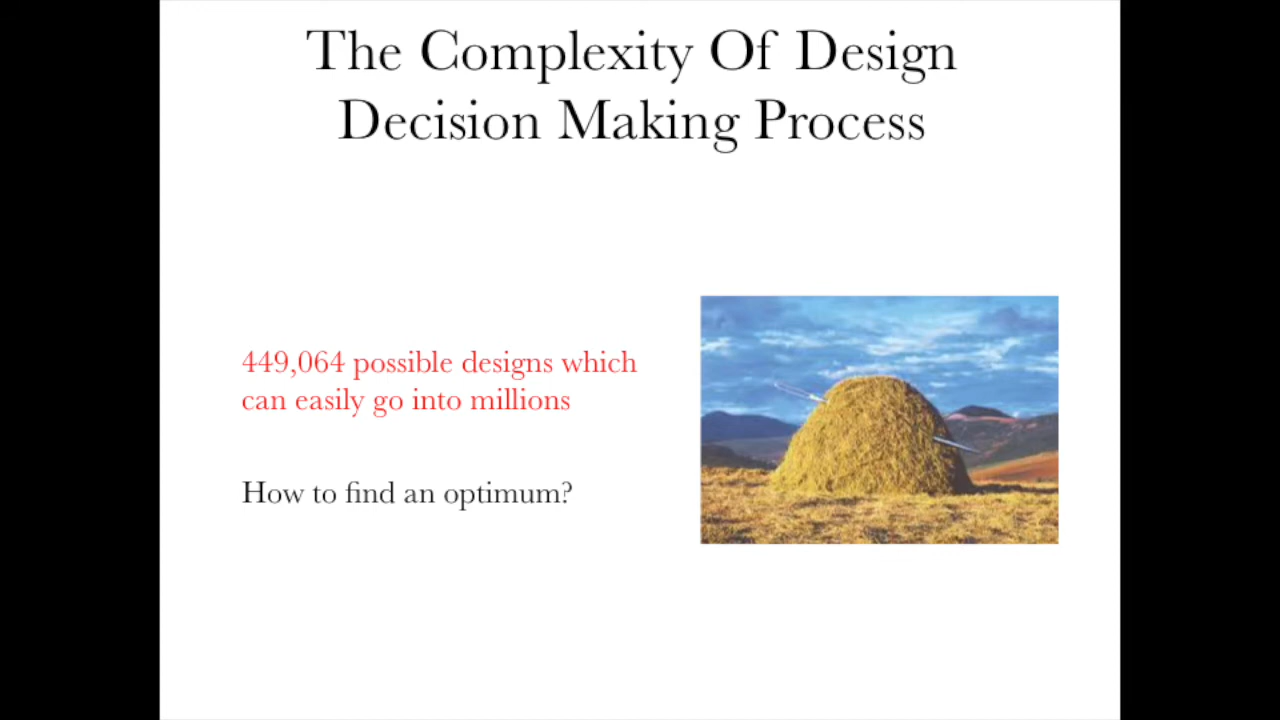 The Complexity Of Design
Decision Making Process
449,064 possible designs which
can easily go into millions
How to find an optimum?